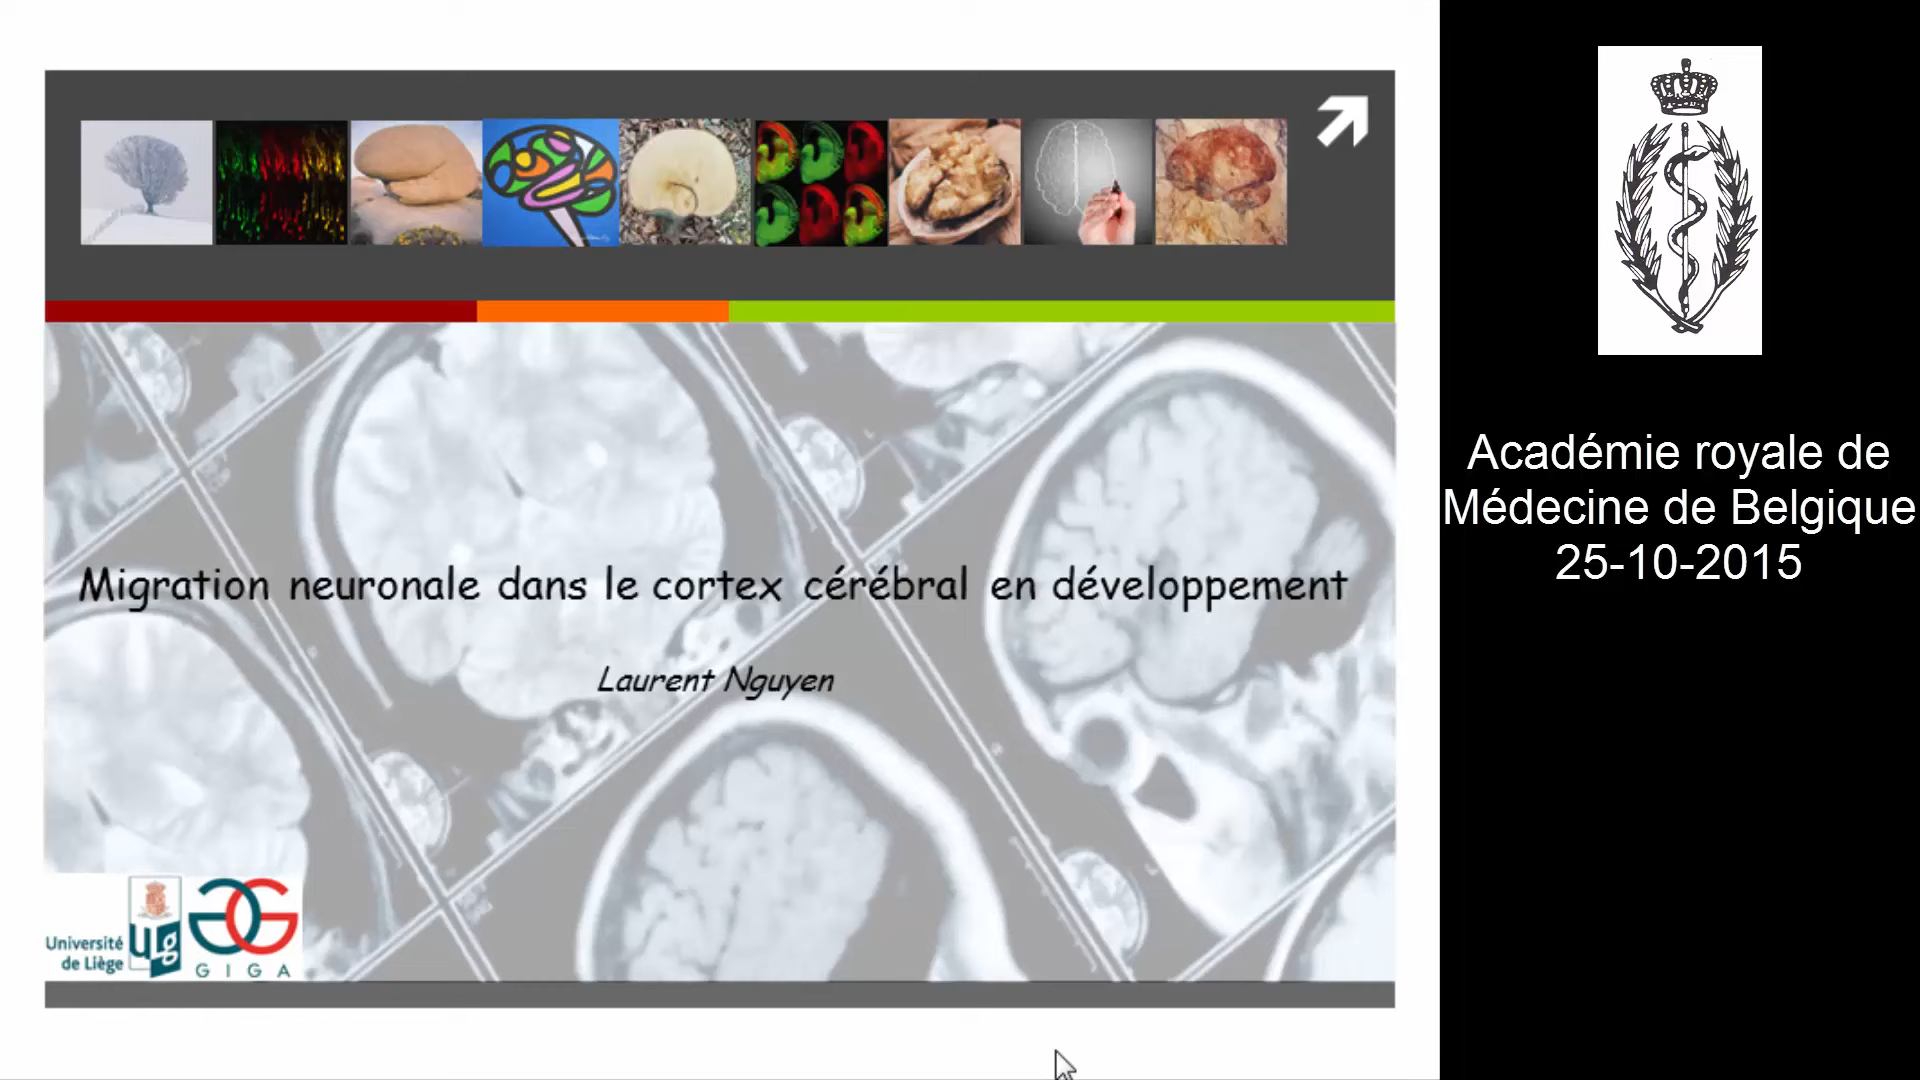 Migration neuronale dans le cortex cérébral en développement
Laurent Nguyen
Université
de Liège
ug
GIGA
Académie royale de
Médecine de Belgique
25-10-2015